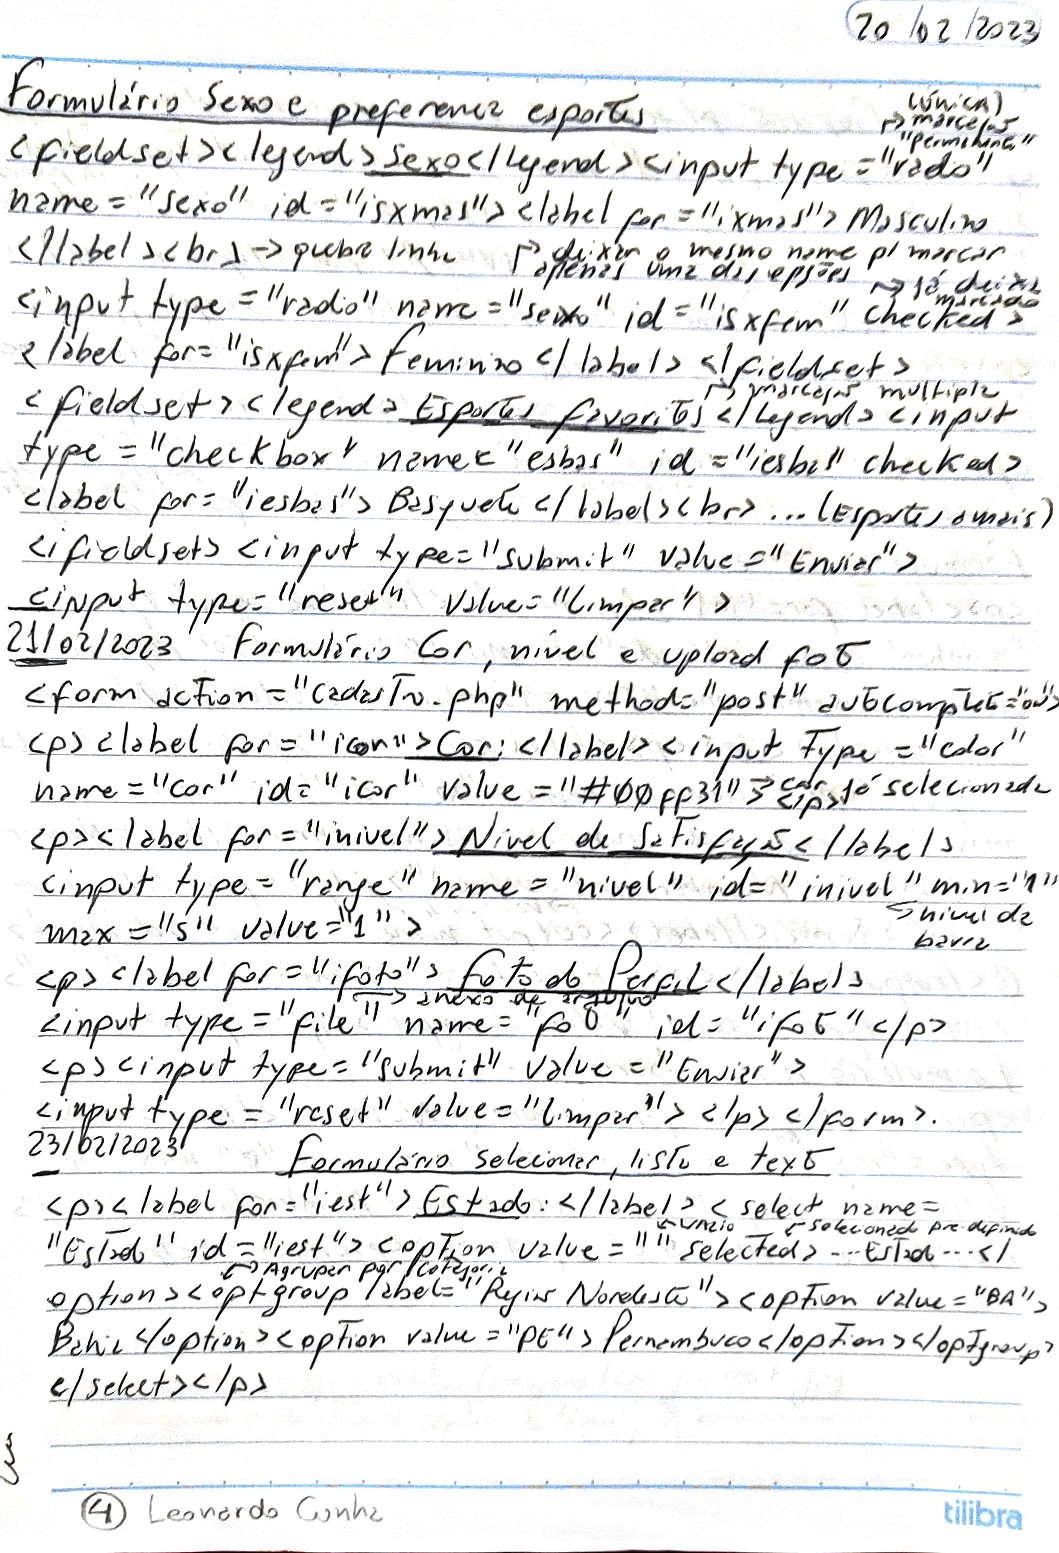 20/02/2023
Formulário Sexo e preferencia esportes
(única)
↱ marcação
"permitida"
<fieldset><legend>Sexo</legend><input type="rado"
name="sexo" id="isxmas"><label for="ixmas"> Masculino
</label><br> → quebra linha
↱ deixar o mesmo name p/ marcar
apenas uma das opções
↝ já deixa
marcado
<input type="rado" name="sexo" id="isxfem" checked>
<label for="isxfem">Feminino</label></fieldset>
↱ marcação multipla
<fieldset><legend>Esportes favoritos</legend><input
type="checkbox" name="esbas" id="iesbas" checked>
<label for="iesbas">Basquete</label><br>...(Esportes a mais)
<ifieldset><input type="submit" value="Enviar">
<input type="reset" value="Limpar">
21/02/2023 Formulário Cor, nível e upload foto
<form action="cadastro.php" method="post" autocomplete="on">
<p><label for="icon">Cor:</label><input Type="color"
name="cor" id="icor" value="#00ff31"> → cor já selecionada
</p>
<p><label for="inivel">Nivel de Satisfação</label>
<input type="range" name="nivel" id="inivel" min="1"
↪ nivel da
barra
max="5" value="1">
<p><label for="ifoto">Foto do Perfil</label>
↳ anexo de arquivo
<input type="file" name="foto" id="ifoto"</p>
<p><input type="submit" value="Enviar">
<input type="reset" value="Limpar"></p></form>.
23/02/2023
Formulário selecionar, lista e texto
<p><label for="iest">Estado:</label><select name=
↙ vazio ↙ selecionado pre-definido
"Estado" id="iest"><option value="" selected>...Estado...</
↙ Agrupar por categoria
option><optgroup label="Região Nordeste"><option value="BA">
Bahia</option><option value="PE">Pernambuco</option></optgroup>
</select></p>
4 Leonardo Cunha
tilibra